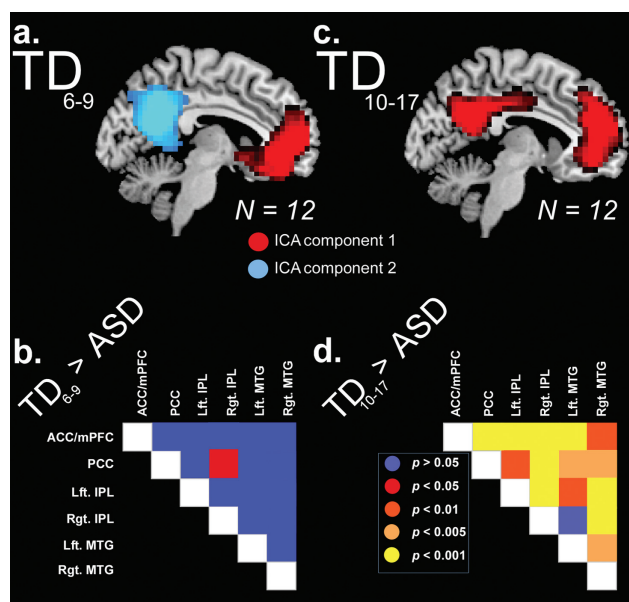 a.
TD
6-9
N = 12
c.
TD
10-17
N = 12
ICA component 1
ICA component 2
b.
TD 6-9 > ASD
ACC/mPFC
PCC
Lft. IPL
Rgt. IPL
Lft. MTG
Rgt. MTG
ACC/mPFC
PCC
Lft. IPL
Rgt. IPL
Lft. MTG
Rgt. MTG
d.
TD 10-17 > ASD
ACC/mPFC
PCC
Lft. IPL
Rgt. IPL
Lft. MTG
Rgt. MTG
p > 0.05
p < 0.05
p < 0.01
p < 0.005
p < 0.001